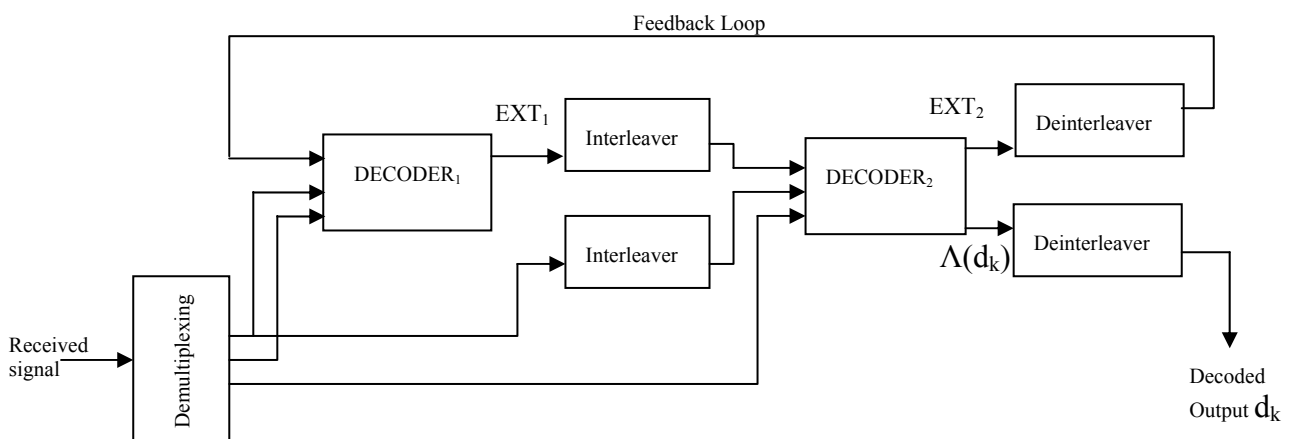 Feedback Loop
EXT₁
Interleaver
EXT₂
Deinterleaver
DECODER₁
DECODER₂
Interleaver
Λ(dₖ)
Deinterleaver
Demultiplexing
Received
signal
Decoded
Output dₖ